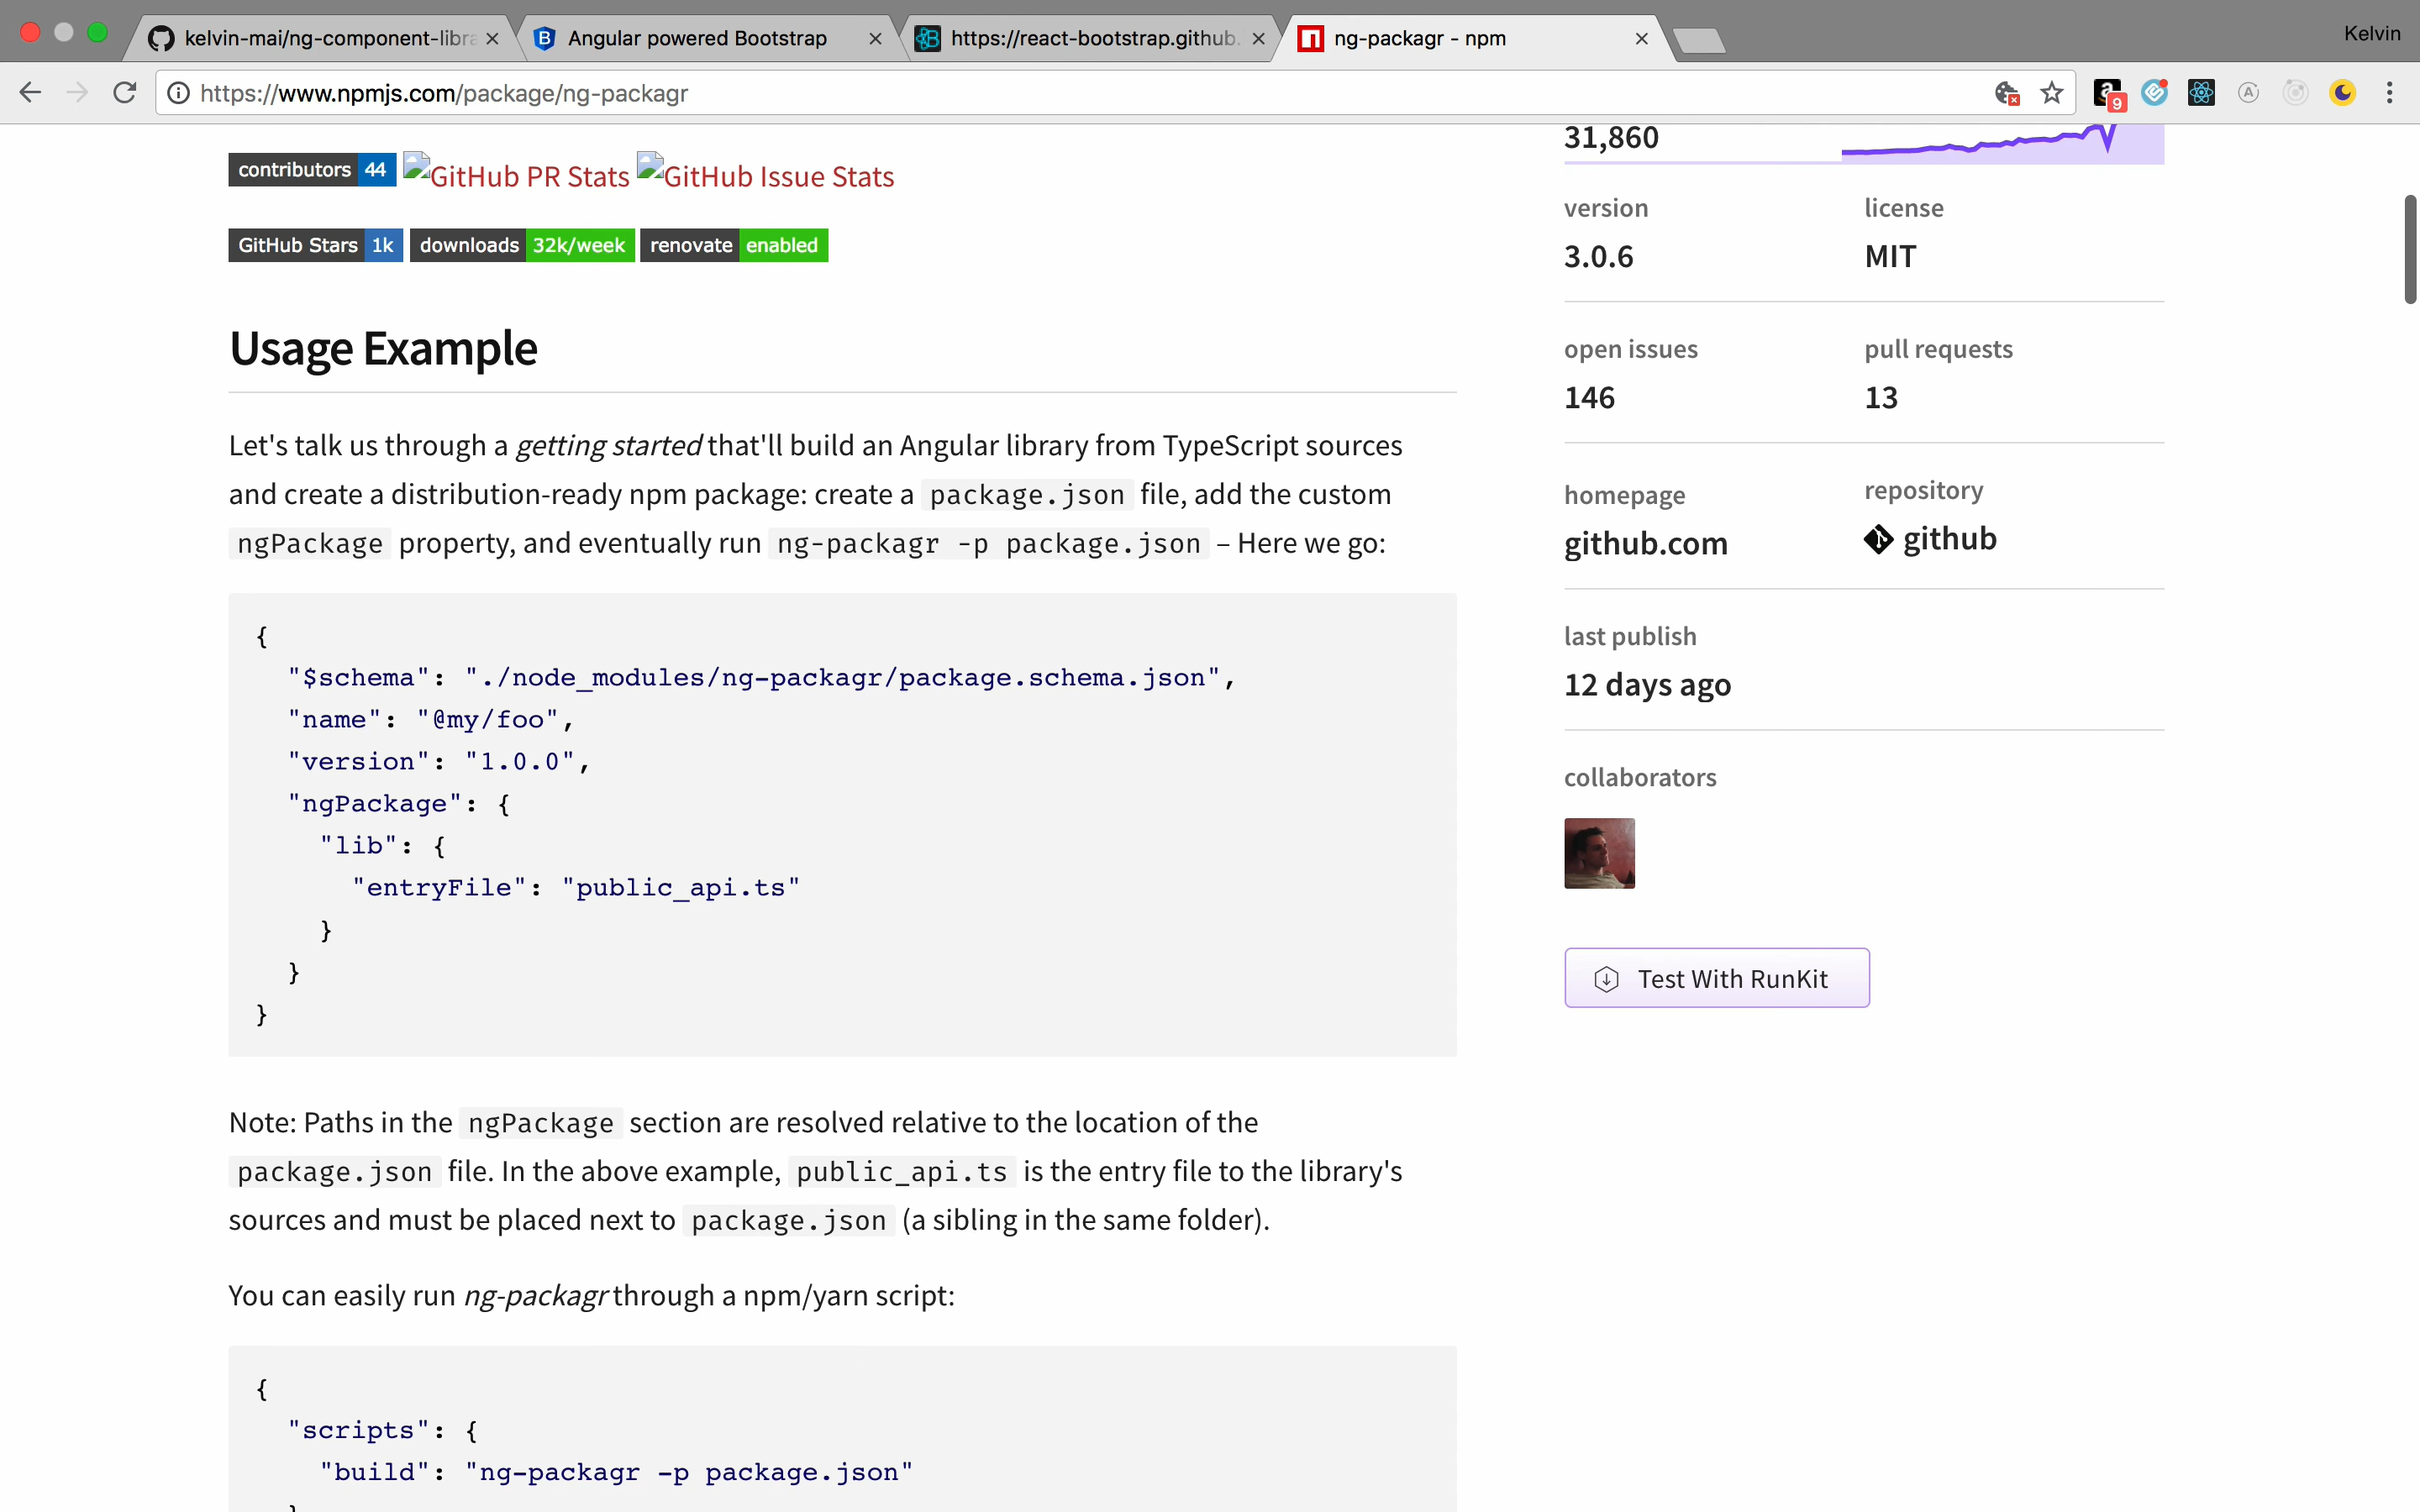 kelvin-mai/ng-component-libra
Angular powered Bootstrap
https://react-bootstrap.github.
ng-packagr - npm
Kelvin
https://www.npmjs.com/package/ng-packagr
9
contributors 44
GitHub PR Stats
GitHub Issue Stats
31,860
GitHub Stars 1k
downloads 32k/week
renovate enabled
version
3.0.6
license
MIT
Usage Example
open issues
146
pull requests
13
Let's talk us through a getting started that'll build an Angular library from TypeScript sources
and create a distribution-ready npm package: create a package.json file, add the custom
ngPackage property, and eventually run ng-packagr -p package.json – Here we go:
homepage
github.com
repository
github
{
"$schema": "./node_modules/ng-packagr/package.schema.json",
"name": "@my/foo",
"version": "1.0.0",
"ngPackage": {
"lib": {
"entryFile": "public_api.ts"
}
}
}
last publish
12 days ago
collaborators
Test With RunKit
Note: Paths in the ngPackage section are resolved relative to the location of the
package.json file. In the above example, public_api.ts is the entry file to the library's
sources and must be placed next to package.json (a sibling in the same folder).
You can easily run ng-packagr through a npm/yarn script:
{
"scripts": {
"build": "ng-packagr -p package.json"
}